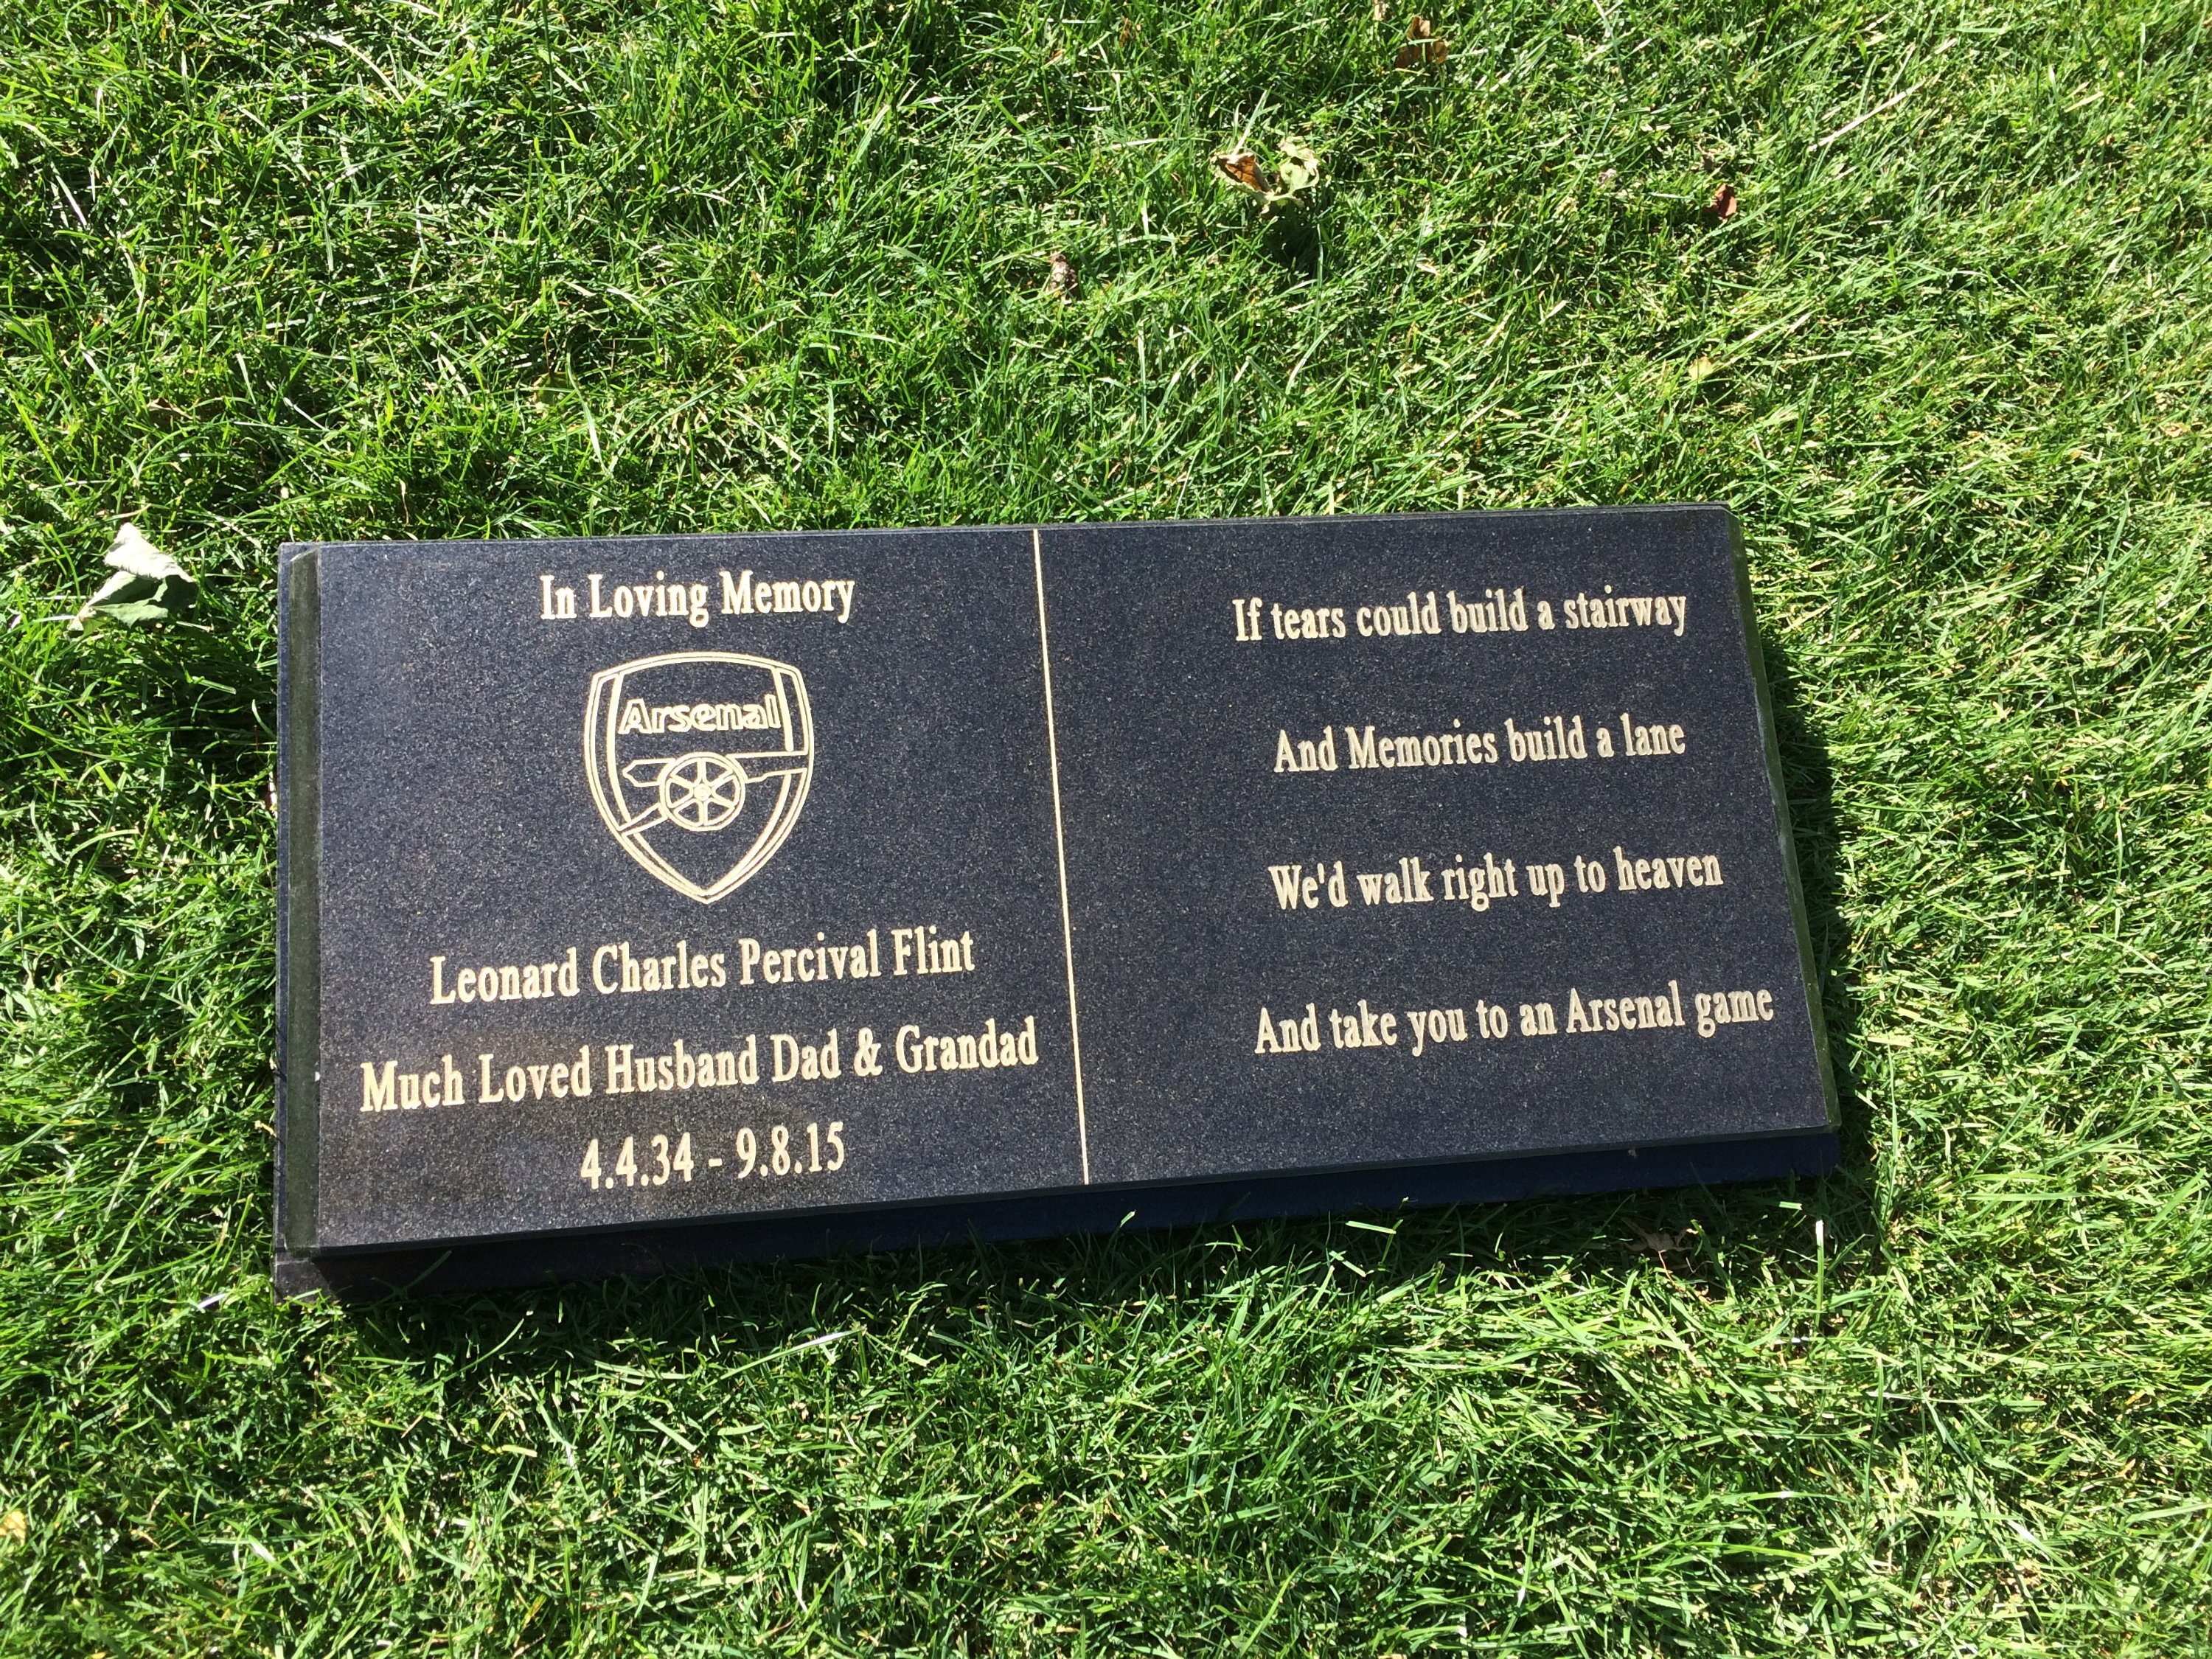 In Loving Memory
Arsenal
Leonard Charles Percival Flint
Much Loved Husband Dad & Grandad
4.4.34 - 9.8.15
If tears could build a stairway
And Memories build a lane
We'd walk right up to heaven
And take you to an Arsenal game